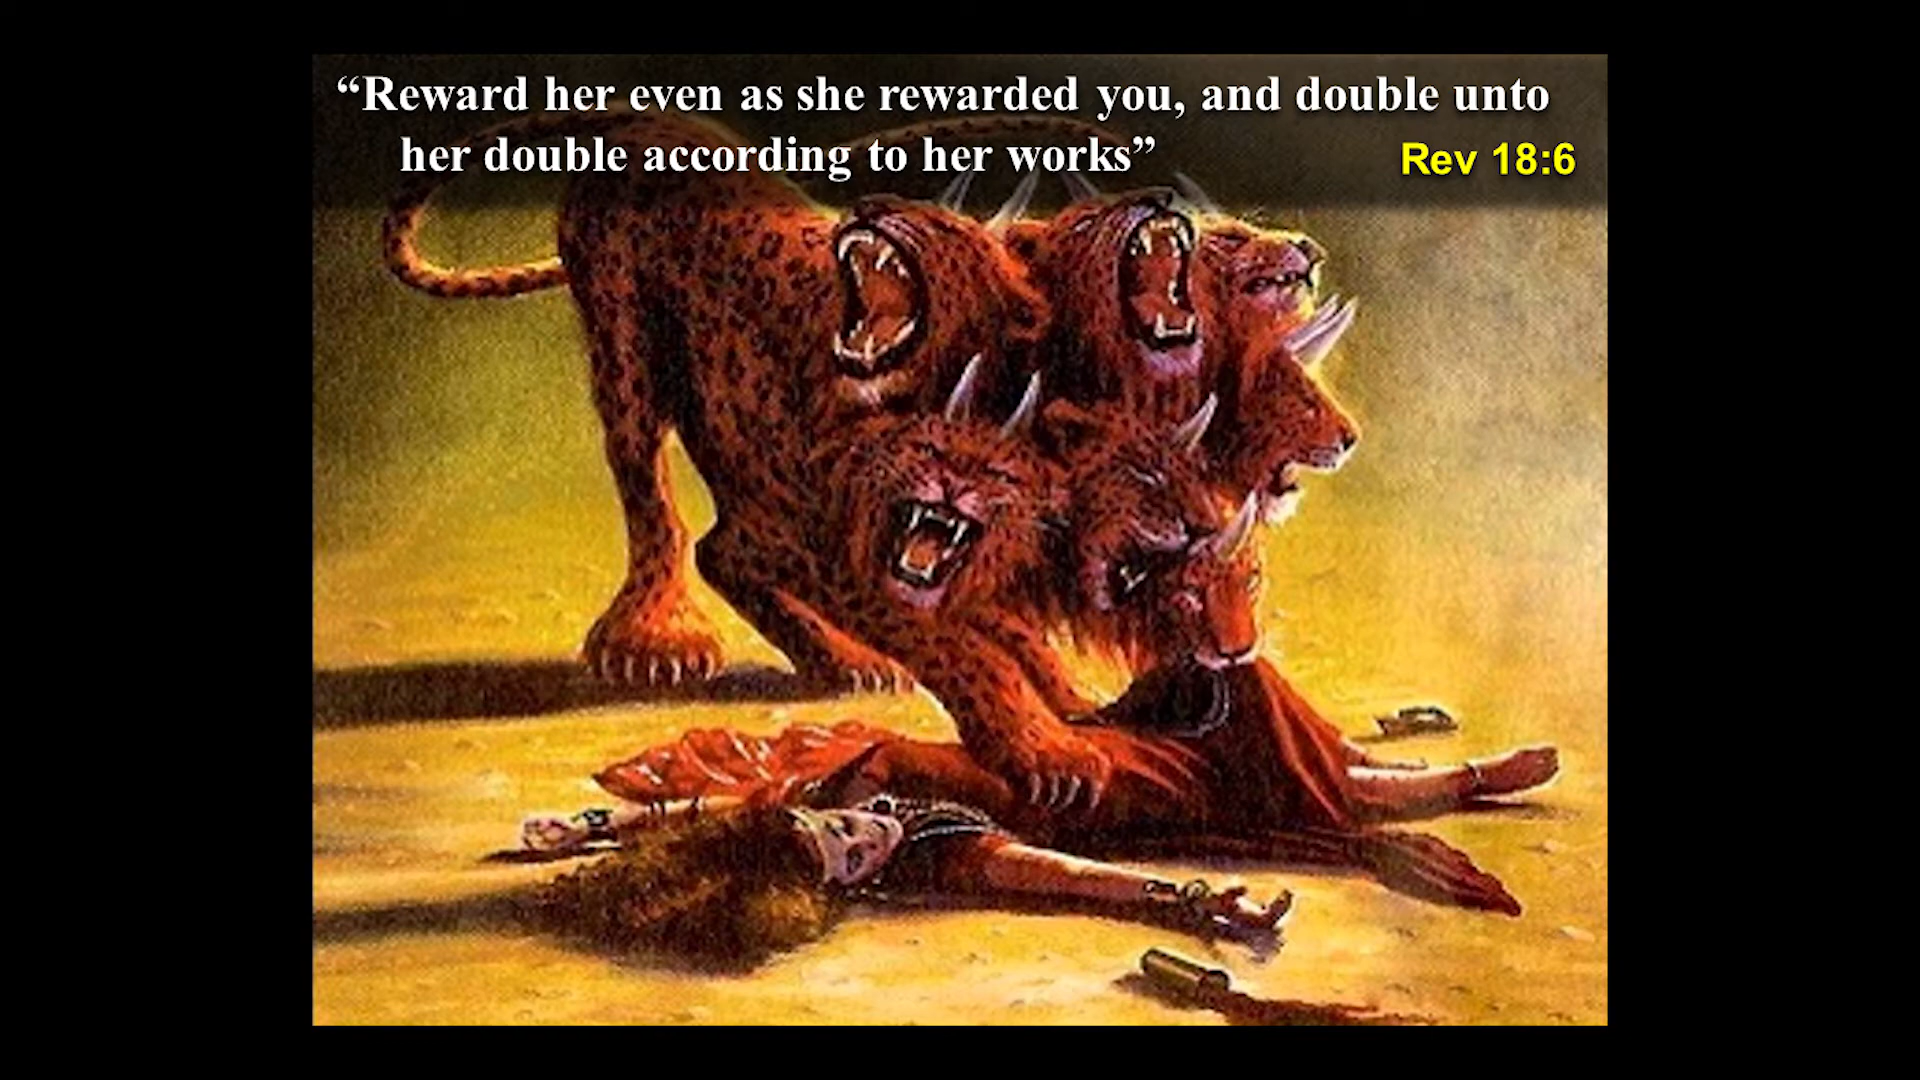 “Reward her even as she rewarded you, and double unto
her double according to her works”
Rev 18:6